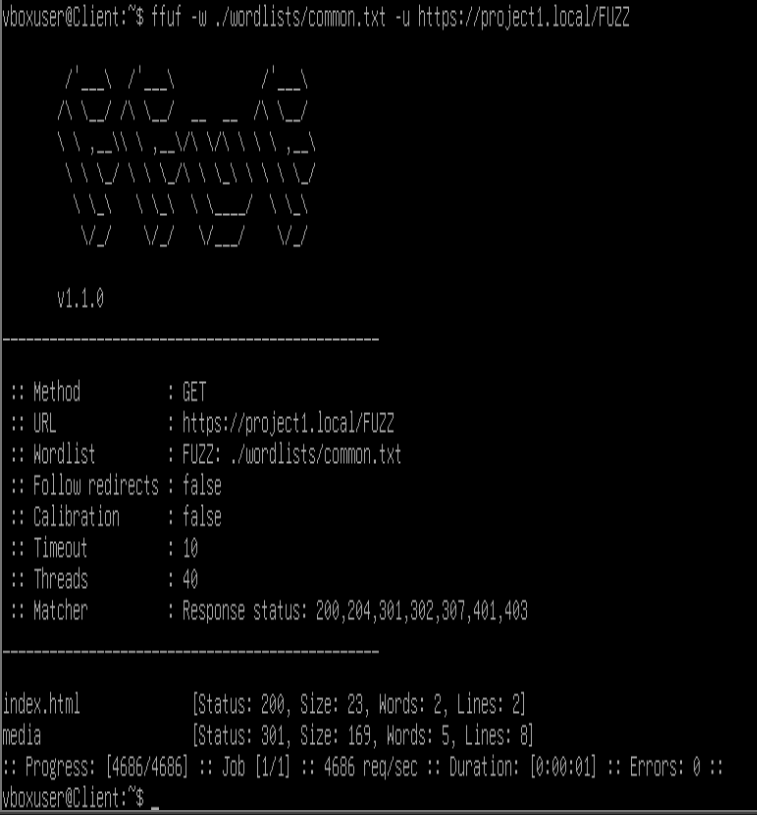 vboxuser@Client:~$ ffuf -w ./wordlists/common.txt -u https://project1.local/FUZZ
        /'___\  /'___\           /'___\
       /\ \__/ /\ \__/  __  __  /\ \__/
       \ \ ,__\\ \ ,__\/\ \/\ \ \ \ ,__\
        \ \ \_/ \ \ \_/\ \ \_\ \ \ \ \_/
         \ \_\   \ \_\  \ \____/  \ \_\
          \/_/    \/_/   \/___/    \/_/
       v1.1.0
________________________________________________
 :: Method           : GET
 :: URL              : https://project1.local/FUZZ
 :: Wordlist         : FUZZ: ./wordlists/common.txt
 :: Follow redirects : false
 :: Calibration      : false
 :: Timeout          : 10
 :: Threads          : 40
 :: Matcher          : Response status: 200,204,301,302,307,401,403
________________________________________________
index.html              [Status: 200, Size: 23, Words: 2, Lines: 2]
media                   [Status: 301, Size: 169, Words: 5, Lines: 8]
:: Progress: [4686/4686] :: Job [1/1] :: 4686 req/sec :: Duration: [0:00:01] :: Errors: 0 ::
vboxuser@Client:~$ _